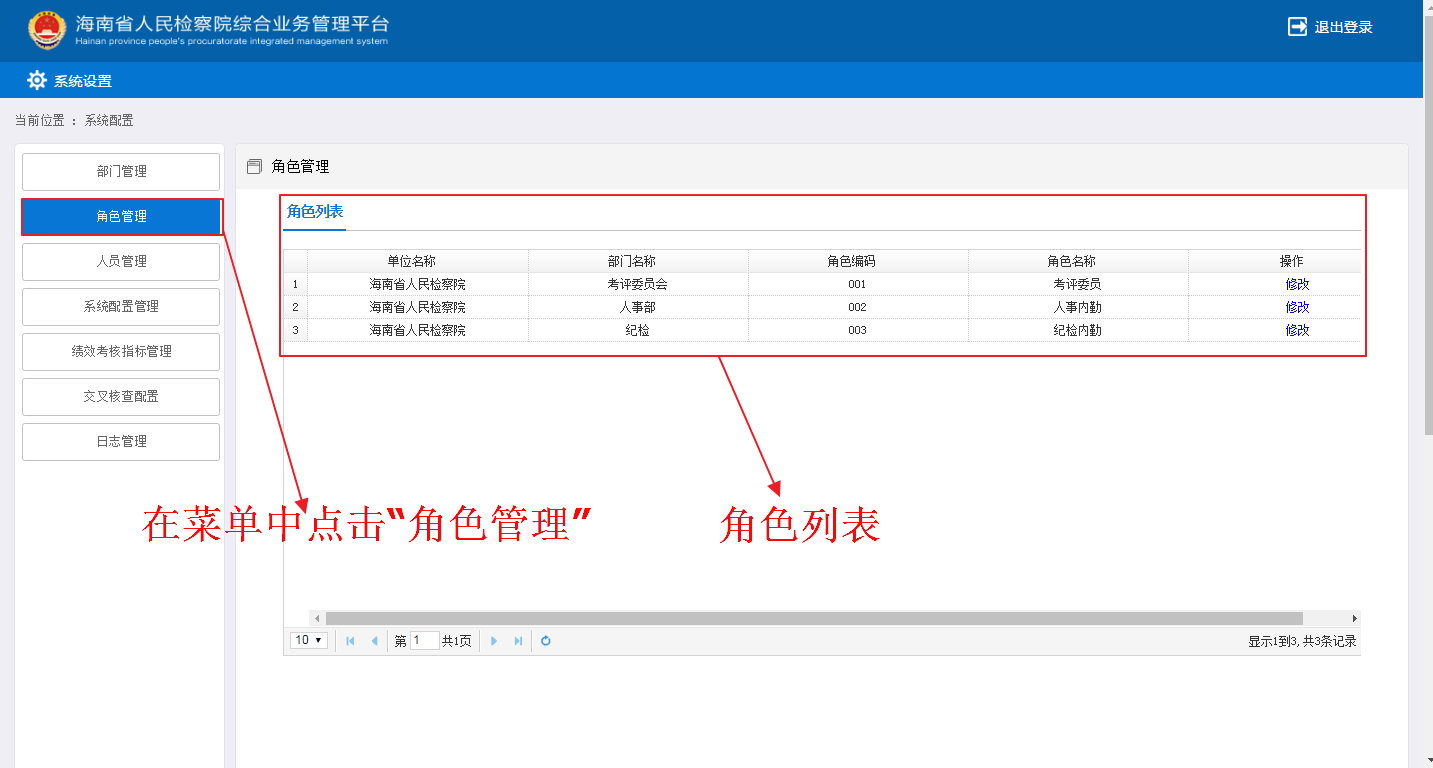 海南省人民检察院综合业务管理平台
Hainan province people's procuratorate integrated management system
退出登录
系统设置
当前位置 ： 系统配置
部门管理
角色管理
人员管理
系统配置管理
绩效考核指标管理
交叉核查配置
日志管理
角色管理
角色列表
单位名称 部门名称 角色编码 角色名称 操作
1 海南省人民检察院 考评委员会 001 考评委员 修改
2 海南省人民检察院 人事部 002 人事内勤 修改
3 海南省人民检察院 纪检 003 纪检内勤 修改
在菜单中点击“角色管理”
角色列表
10 第 1 共1页 显示1到3,共3条记录